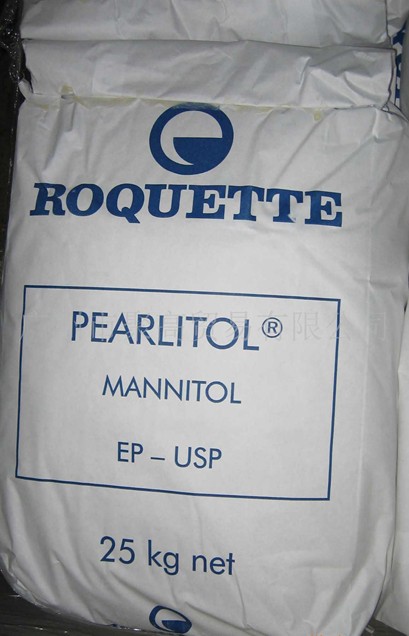 ROQUETTE
PEARLITOL®
MANNITOL
EP – USP
25 kg net